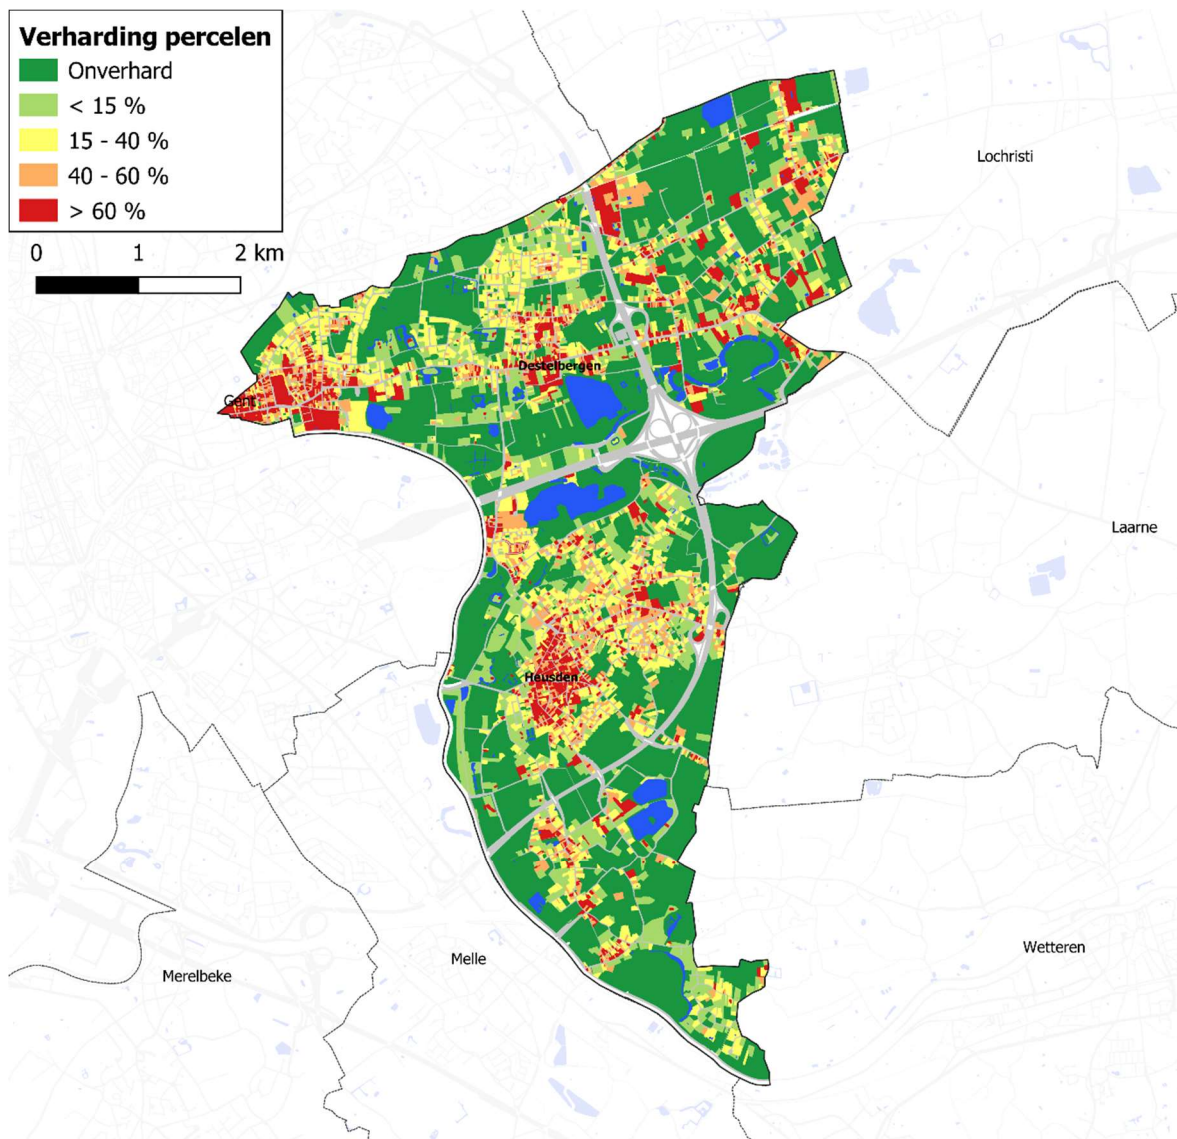 Verharding percelen
Onverhard
< 15 %
15 - 40 %
40 - 60 %
> 60 %
0 1 2 km
Lochristi
Destelbergen
Gent
Laarne
Heusden
Wetteren
Melle
Merelbeke